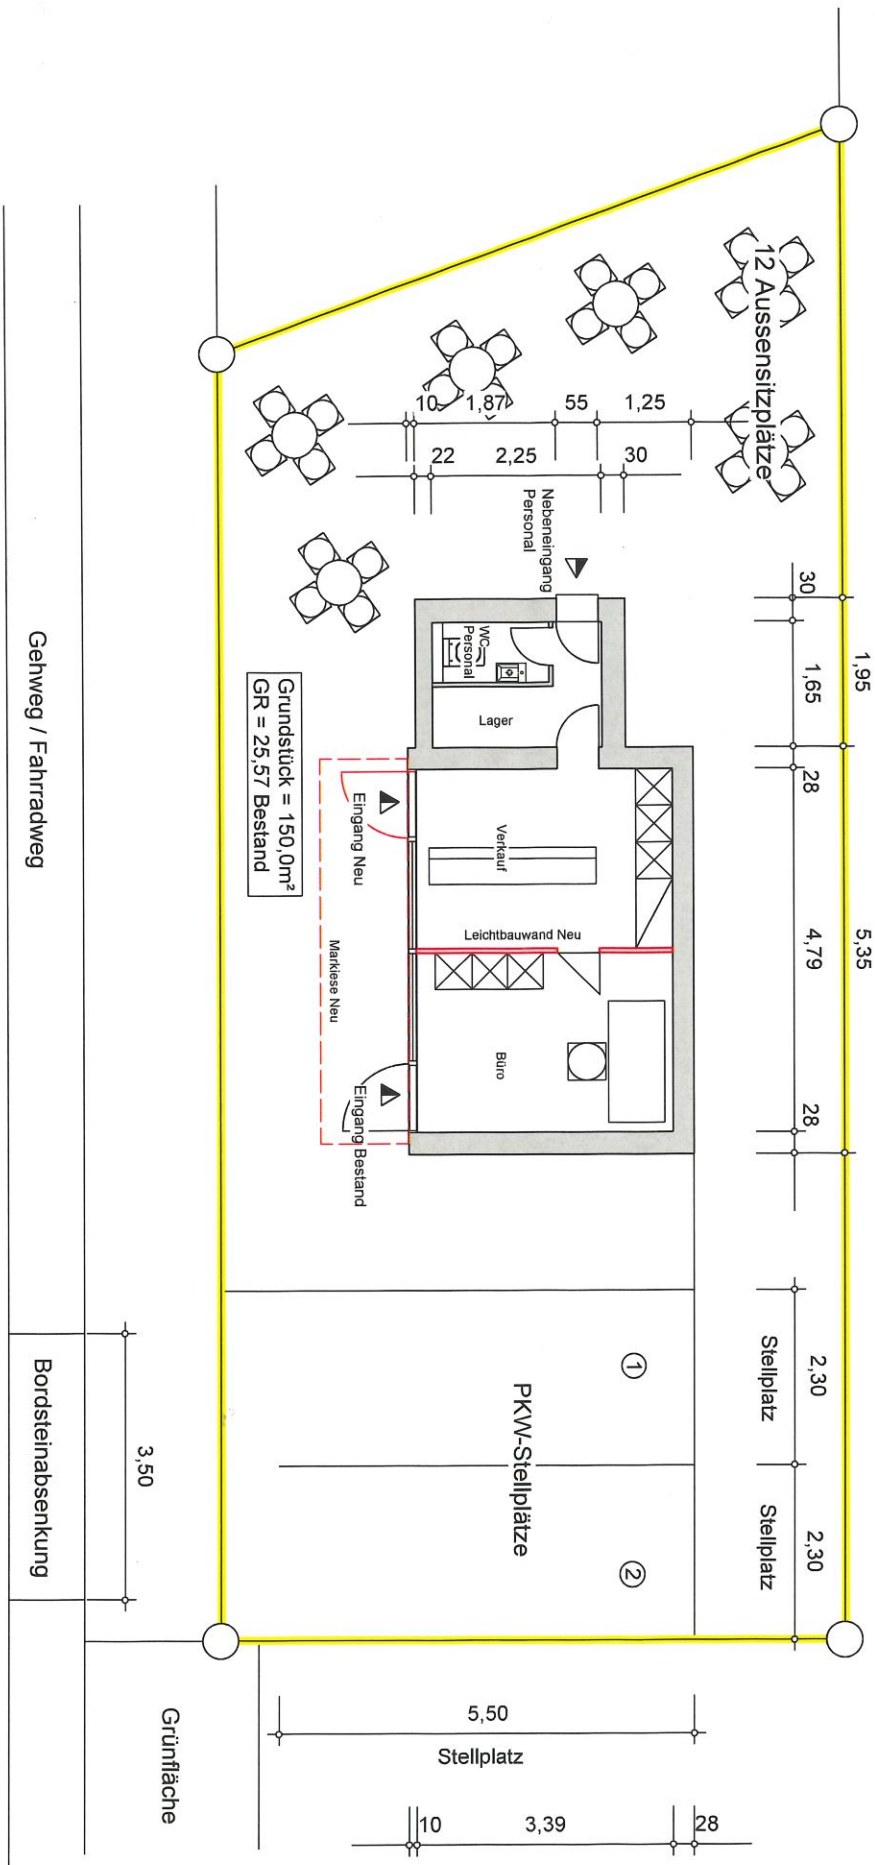 12 Aussensitzplätze
10
1,87
55
1,25
22
2,25
30
Nebeneingang
Personal
30
1,65
28
4,79
28
1,95
5,35
WC
Personal
Lager
Verkauf
Leichtbauwand Neu
Büro
Eingang Neu
Markiese Neu
Eingang Bestand
Grundstück = 150,0m²
GR = 25,57 Bestand
Gehweg / Fahrradweg
Bordsteinabsenkung
3,50
PKW-Stellplätze
1
2
2,30
Stellplatz
2,30
Stellplatz
5,50
Stellplatz
Grünfläche
10
3,39
28